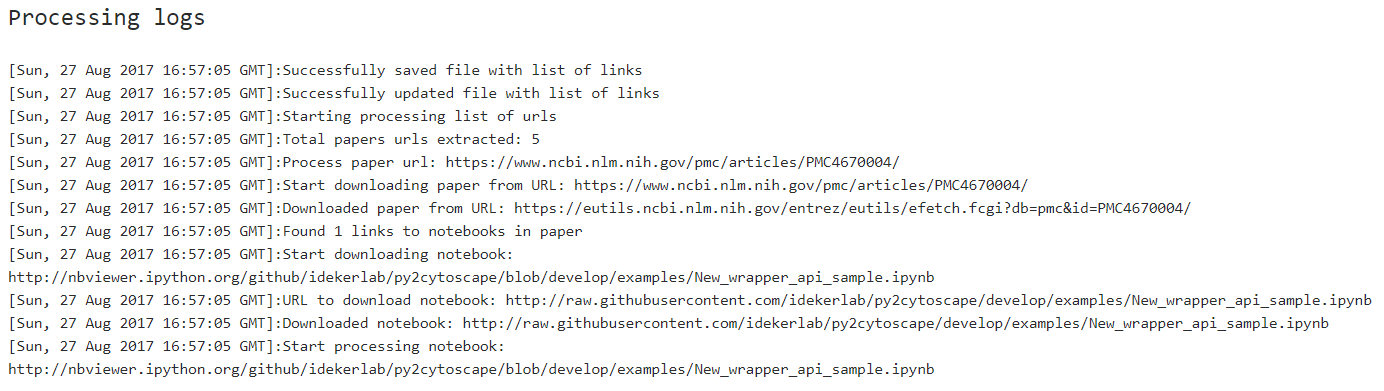 Processing logs
[Sun, 27 Aug 2017 16:57:05 GMT]:Successfully saved file with list of links
[Sun, 27 Aug 2017 16:57:05 GMT]:Successfully updated file with list of links
[Sun, 27 Aug 2017 16:57:05 GMT]:Starting processing list of urls
[Sun, 27 Aug 2017 16:57:05 GMT]:Total papers urls extracted: 5
[Sun, 27 Aug 2017 16:57:05 GMT]:Process paper url: https://www.ncbi.nlm.nih.gov/pmc/articles/PMC4670004/
[Sun, 27 Aug 2017 16:57:05 GMT]:Start downloading paper from URL: https://www.ncbi.nlm.nih.gov/pmc/articles/PMC4670004/
[Sun, 27 Aug 2017 16:57:05 GMT]:Downloaded paper from URL: https://eutils.ncbi.nlm.nih.gov/entrez/eutils/efetch.fcgi?db=pmc&id=PMC4670004/
[Sun, 27 Aug 2017 16:57:05 GMT]:Found 1 links to notebooks in paper
[Sun, 27 Aug 2017 16:57:05 GMT]:Start downloading notebook:
http://nbviewer.ipython.org/github/idekerlab/py2cytoscape/blob/develop/examples/New_wrapper_api_sample.ipynb
[Sun, 27 Aug 2017 16:57:05 GMT]:URL to download notebook: http://raw.githubusercontent.com/idekerlab/py2cytoscape/develop/examples/New_wrapper_api_sample.ipynb
[Sun, 27 Aug 2017 16:57:05 GMT]:Downloaded notebook: http://raw.githubusercontent.com/idekerlab/py2cytoscape/develop/examples/New_wrapper_api_sample.ipynb
[Sun, 27 Aug 2017 16:57:05 GMT]:Start processing notebook:
http://nbviewer.ipython.org/github/idekerlab/py2cytoscape/blob/develop/examples/New_wrapper_api_sample.ipynb